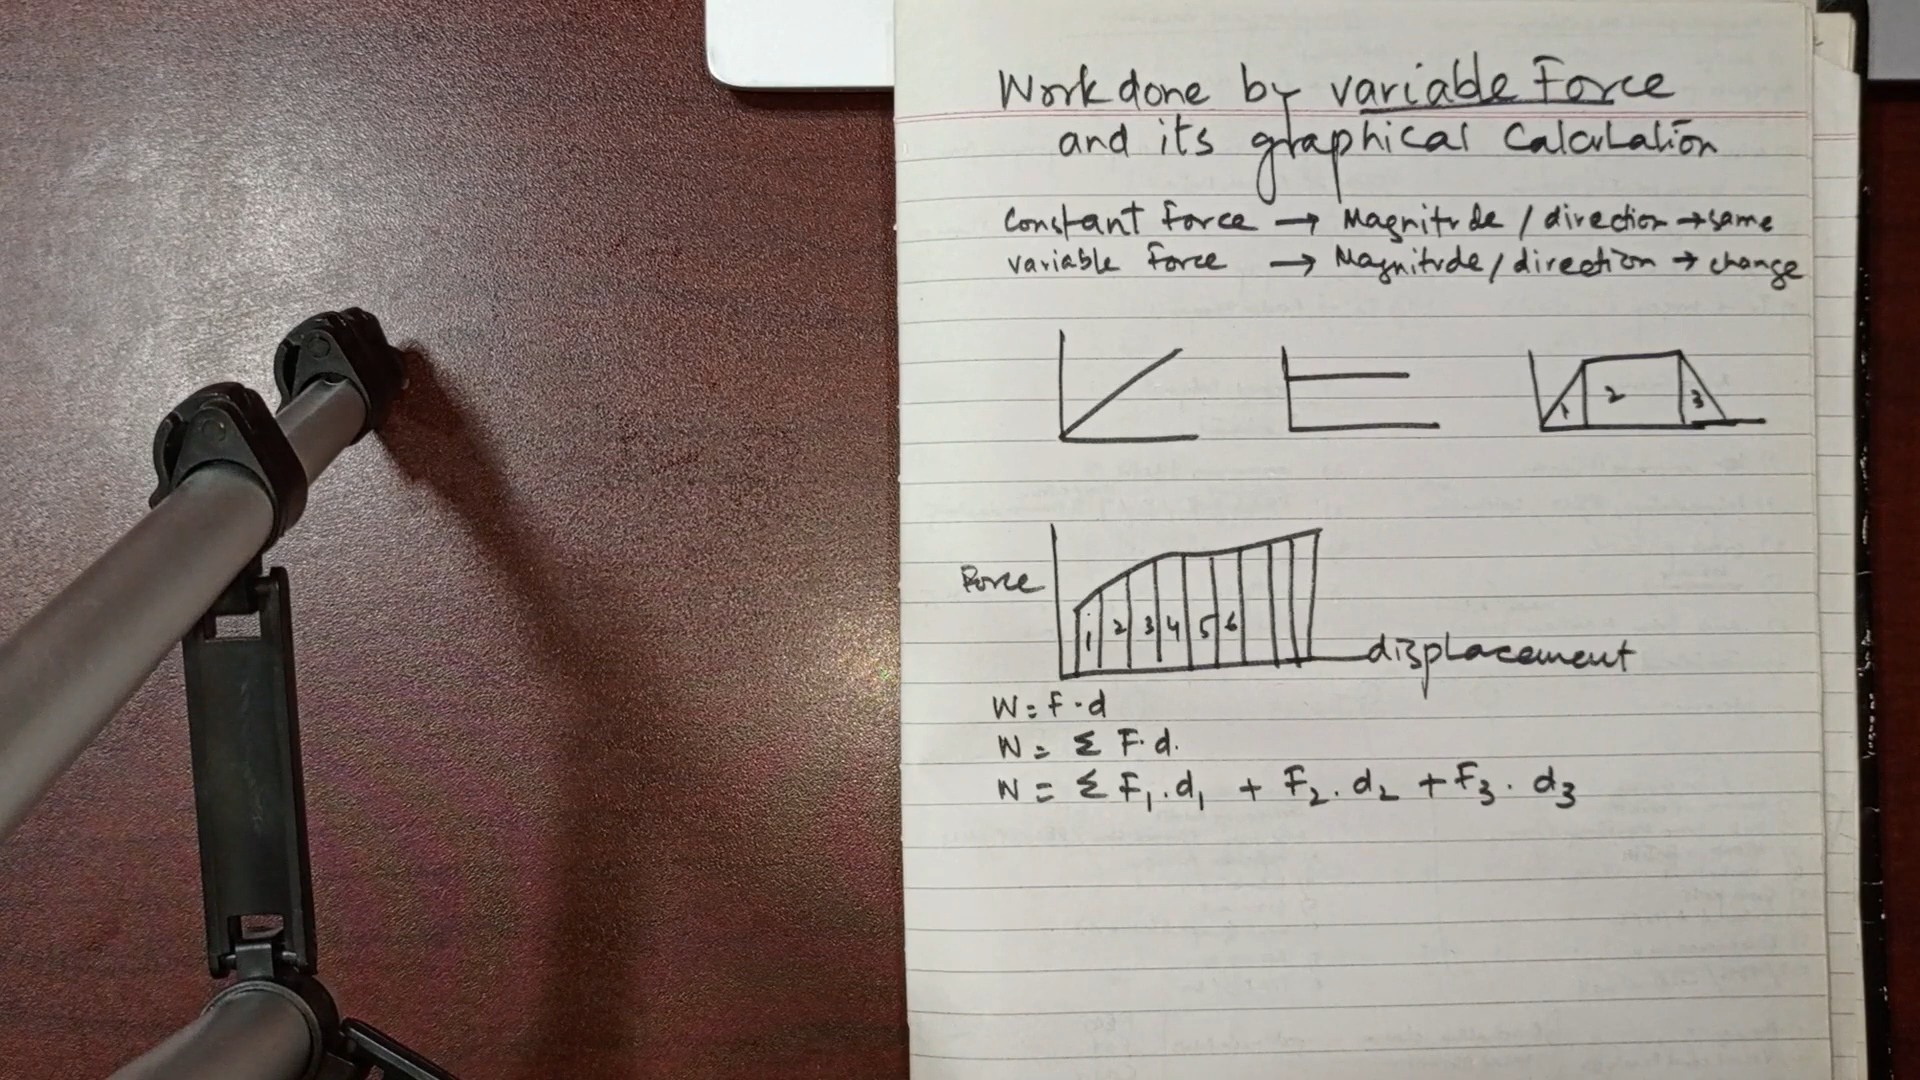 Work done by variable Force
and its graphical Calculation
Constant Force → Magnitude / direction → same
variable Force → Magnitude / direction → change
1 2 3
Force
1 2 3 4 5 6
displacement
W = F · d
W = Σ F · d.
W = Σ F₁ . d₁ + F₂ . d₂ + F₃ . d₃